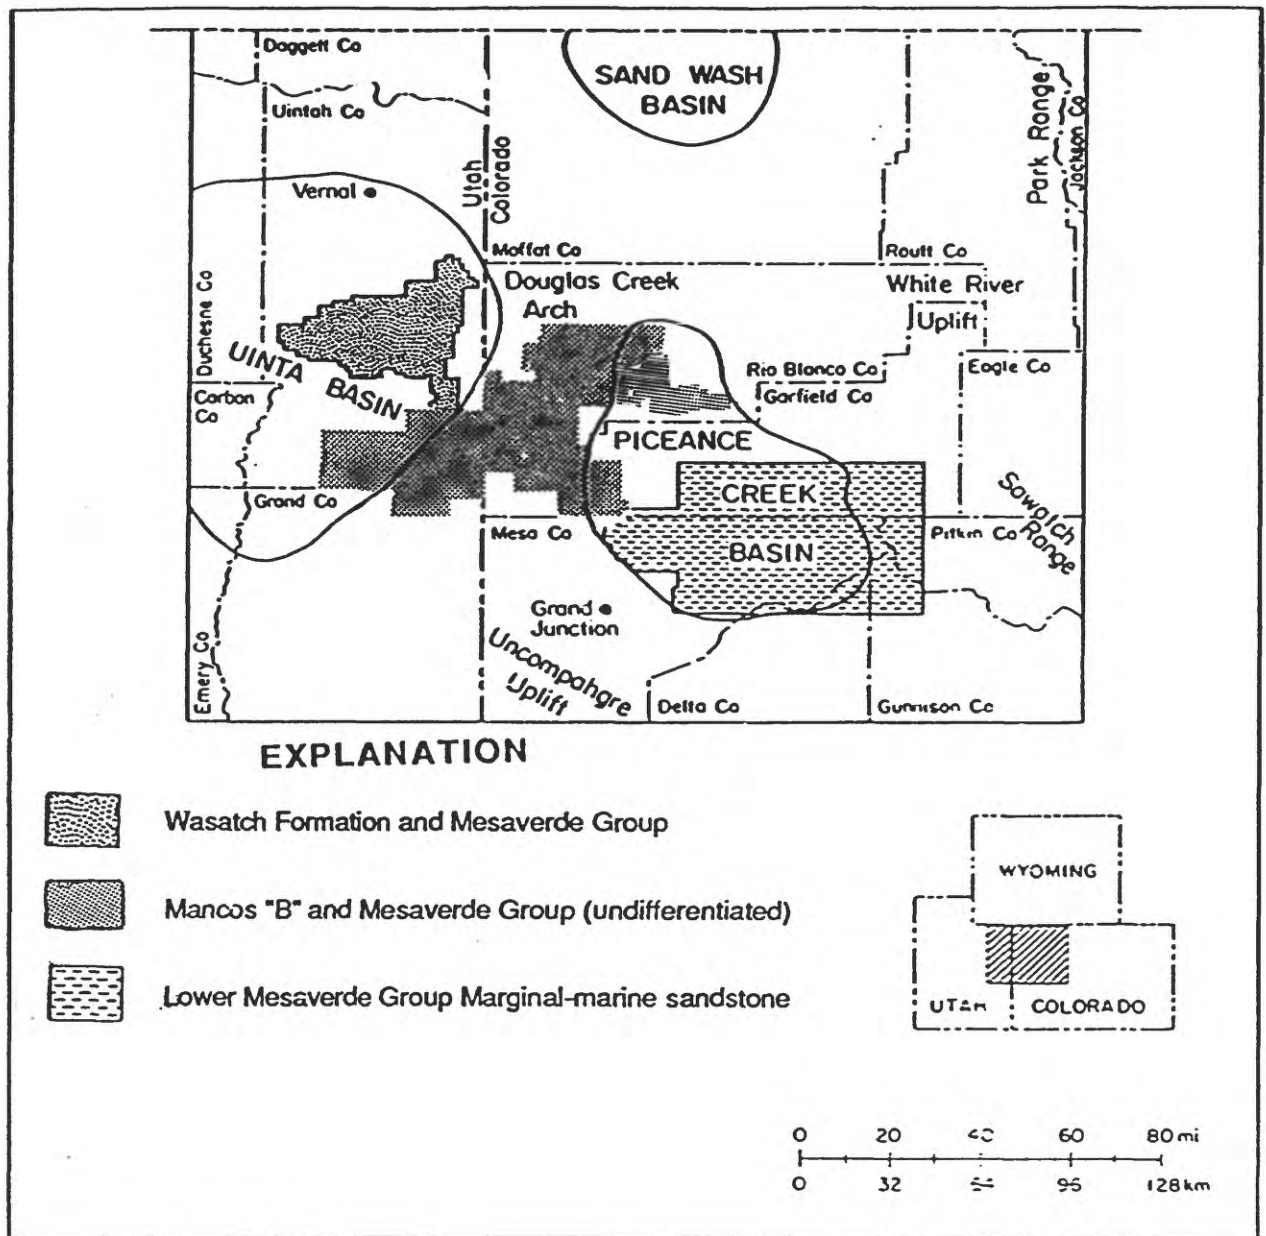 Daggett Co
SAND WASH
BASIN
Uintah Co
Park Range
Jackson Co
Utah
Colorado
Vernal
Moffat Co
Routt Co
Duchesne Co
Douglas Creek
Arch
White River
Uplift
UINTA
BASIN
Rio Blanco Co
Garfield Co
Eagle Co
Carbon
Co
PICEANCE
CREEK
BASIN
Grand Co
Mesa Co
Pitkin Co
Sawatch
Range
Grand
Junction
Emery Co
Uncompahgre
Uplift
Delta Co
Gunnison Co
EXPLANATION
Wasatch Formation and Mesaverde Group
Mancos "B" and Mesaverde Group (undifferentiated)
Lower Mesaverde Group Marginal-marine sandstone
WYOMING
UTAH
COLORADO
0 20 60 80 mi
0 32 96 128 km